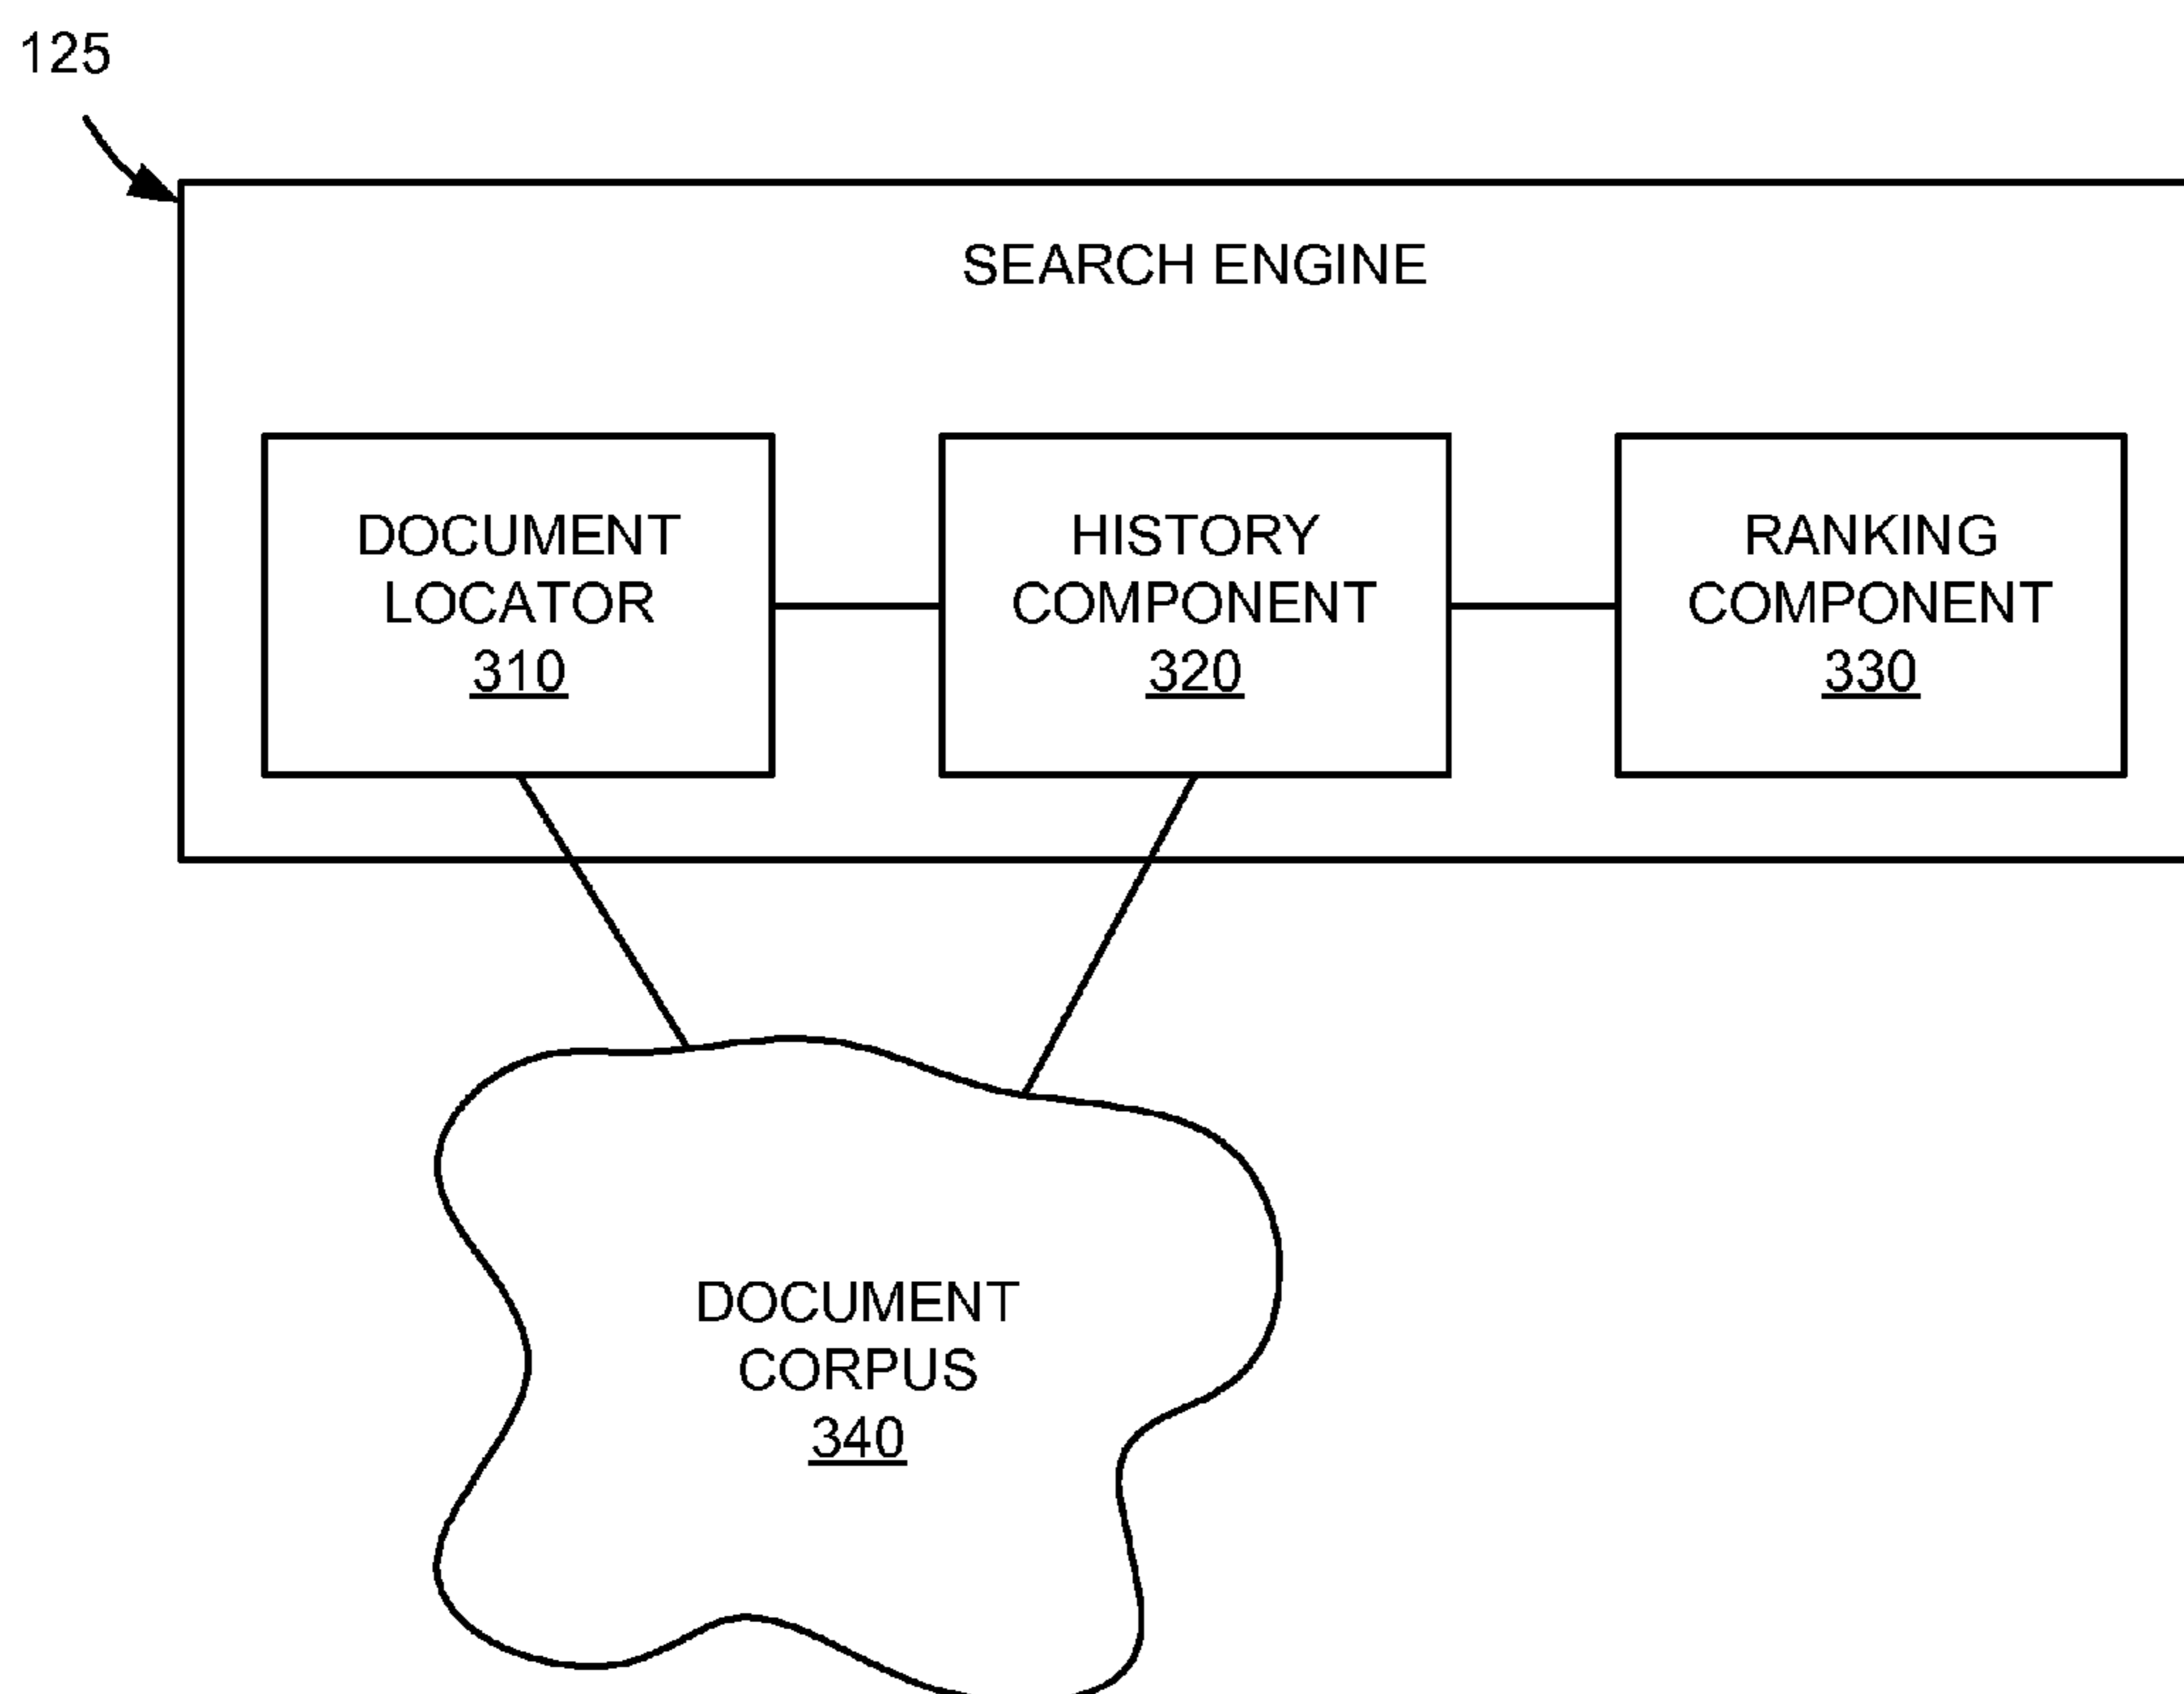 125
SEARCH ENGINE
DOCUMENT
LOCATOR
310
HISTORY
COMPONENT
320
RANKING
COMPONENT
330
DOCUMENT
CORPUS
340